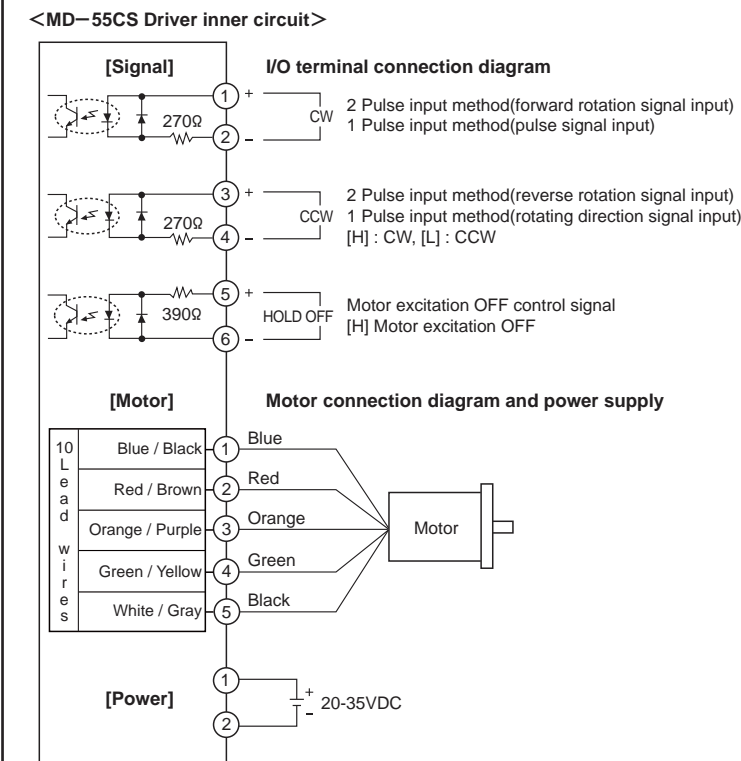 <MD-55CS Driver inner circuit>
[Signal]
I/O terminal connection diagram
1
+
CW
2 Pulse input method(forward rotation signal input)
1 Pulse input method(pulse signal input)
270Ω
2
-
3
+
CCW
2 Pulse input method(reverse rotation signal input)
1 Pulse input method(rotating direction signal input)
[H] : CW, [L] : CCW
270Ω
4
-
5
+
HOLD OFF
Motor excitation OFF control signal
[H] Motor excitation OFF
390Ω
6
-
[Motor]
Motor connection diagram and power supply
10 Lead wires
Blue / Black
1
Blue
Red / Brown
2
Red
Orange / Purple
3
Orange
Motor
Green / Yellow
4
Green
White / Gray
5
Black
[Power]
1
+
20-35VDC
-
2